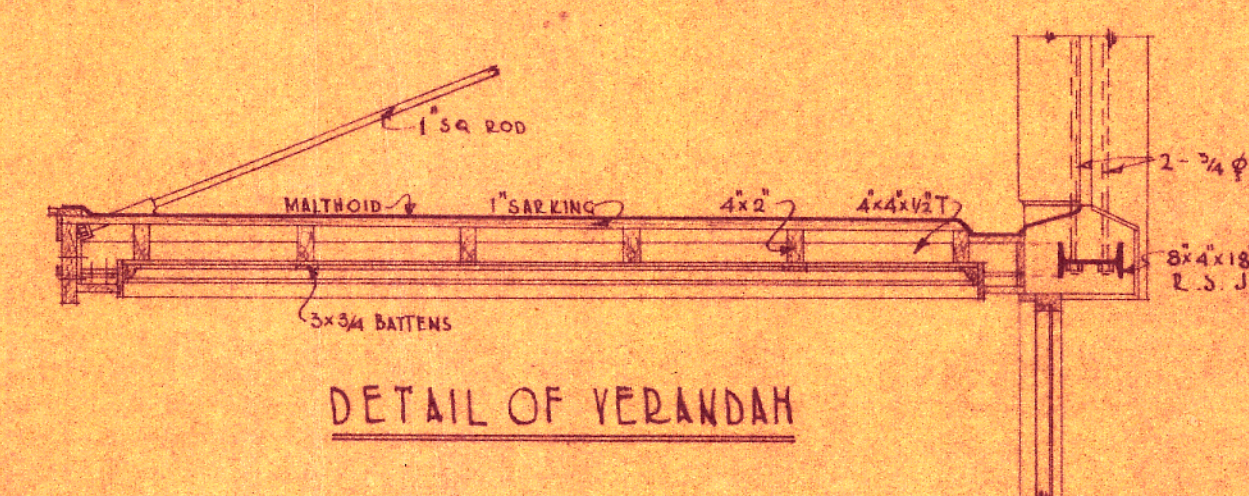 1" SQ ROD
2 - 3/4 φ
MALTHOID
1" SARKING
4"x2"
4"x4"x1/2" T
8"x4"x18
R.S.J
3x3/4 BATTENS
DETAIL OF VERANDAH